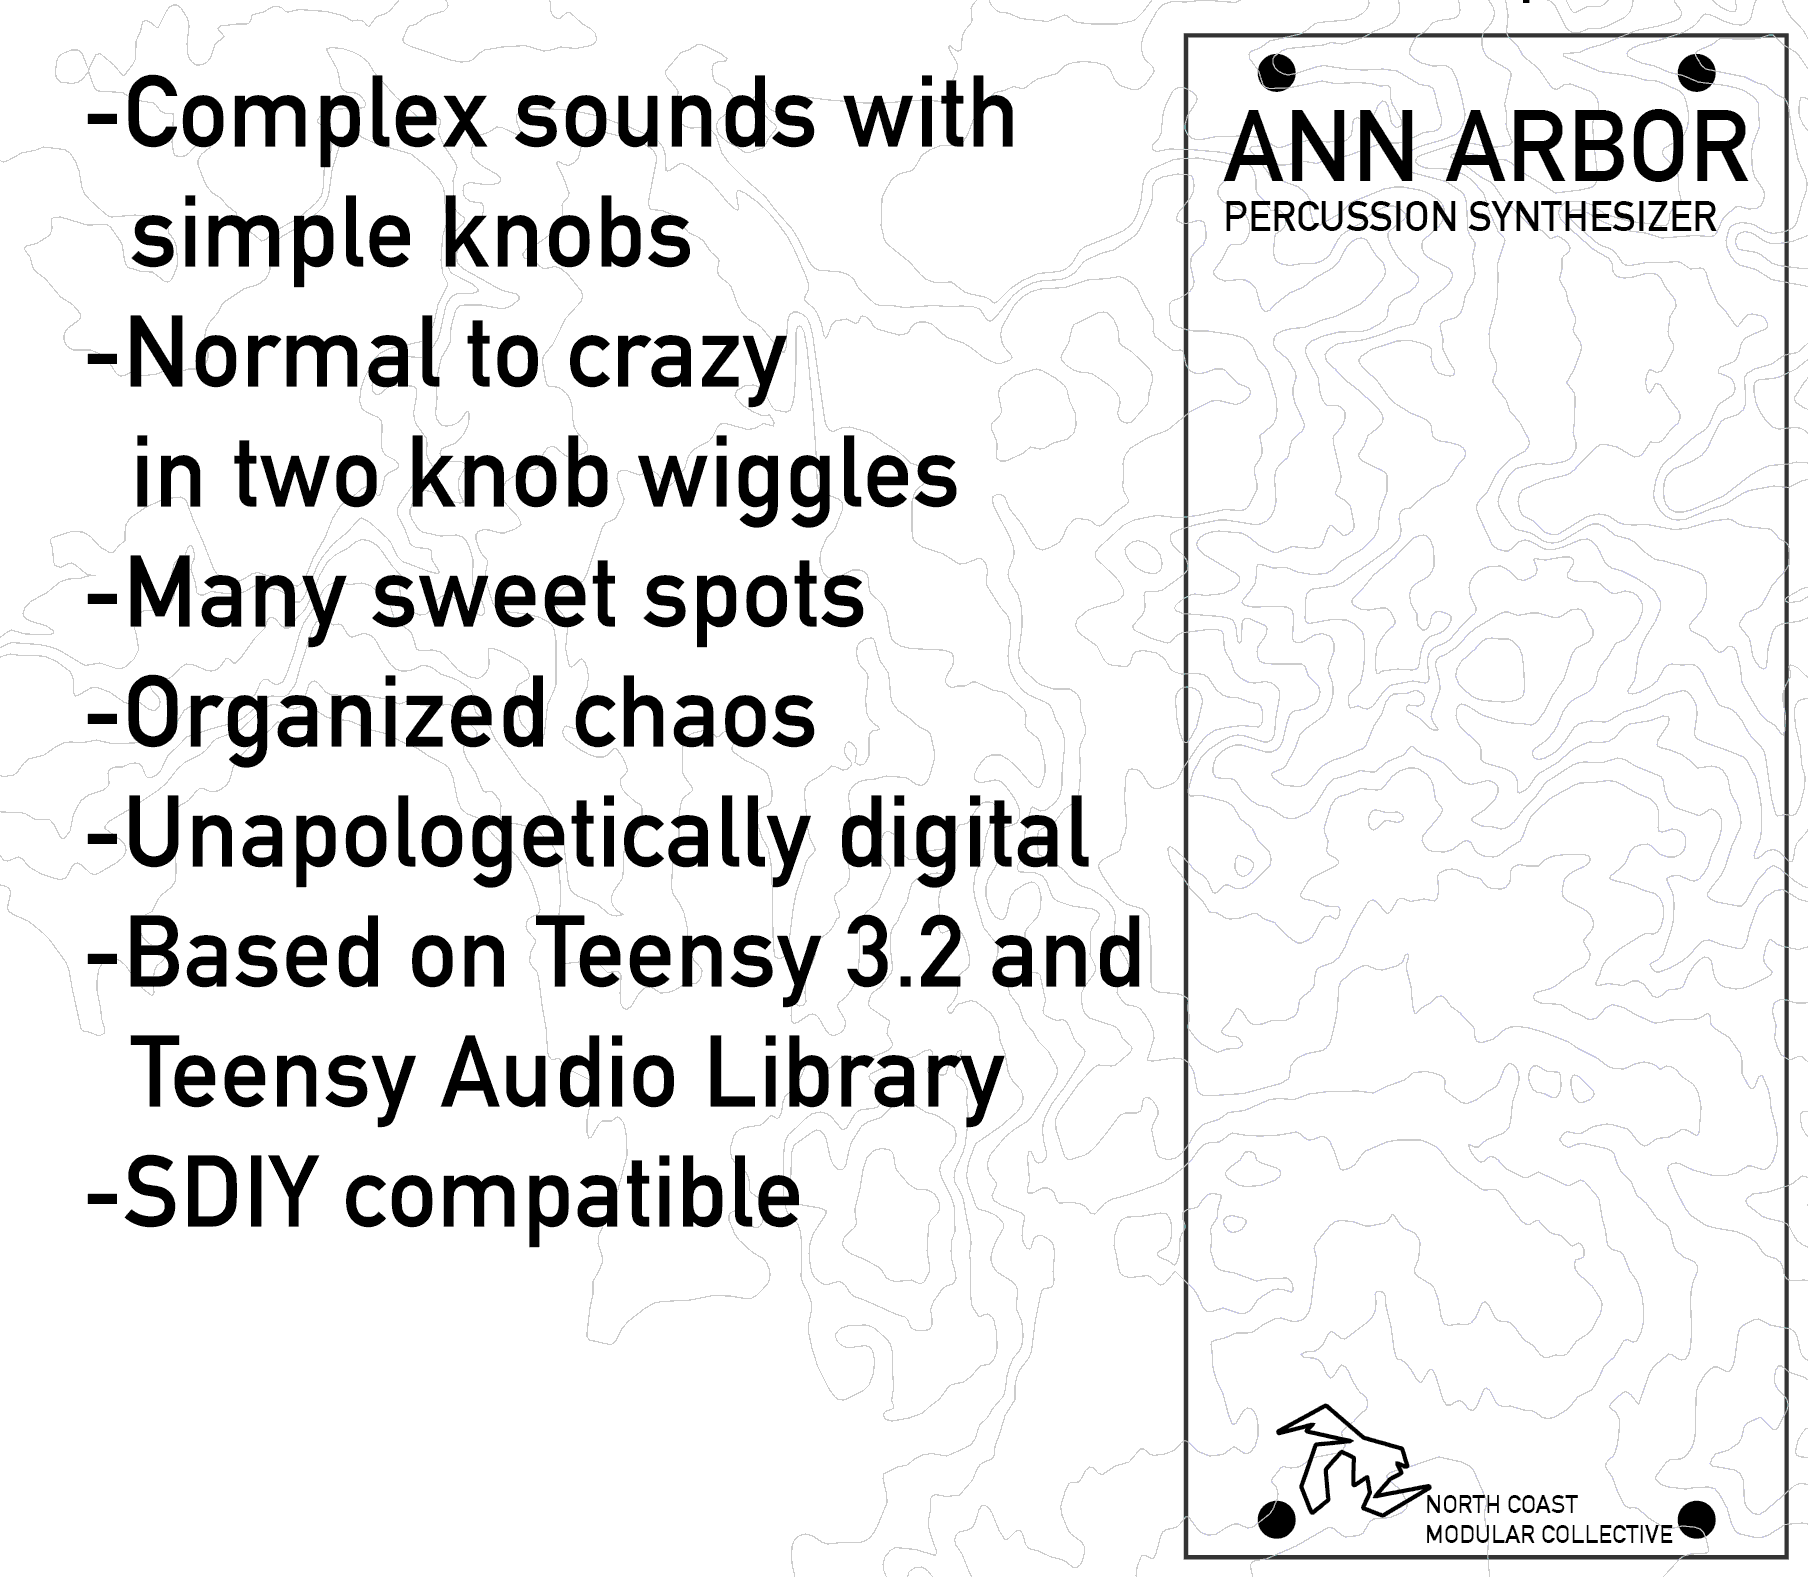 -Complex sounds with
simple knobs
-Normal to crazy
in two knob wiggles
-Many sweet spots
-Organized chaos
-Unapologetically digital
-Based on Teensy 3.2 and
Teensy Audio Library
-SDIY compatible
ANN ARBOR
PERCUSSION SYNTHESIZER
NORTH COAST
MODULAR COLLECTIVE